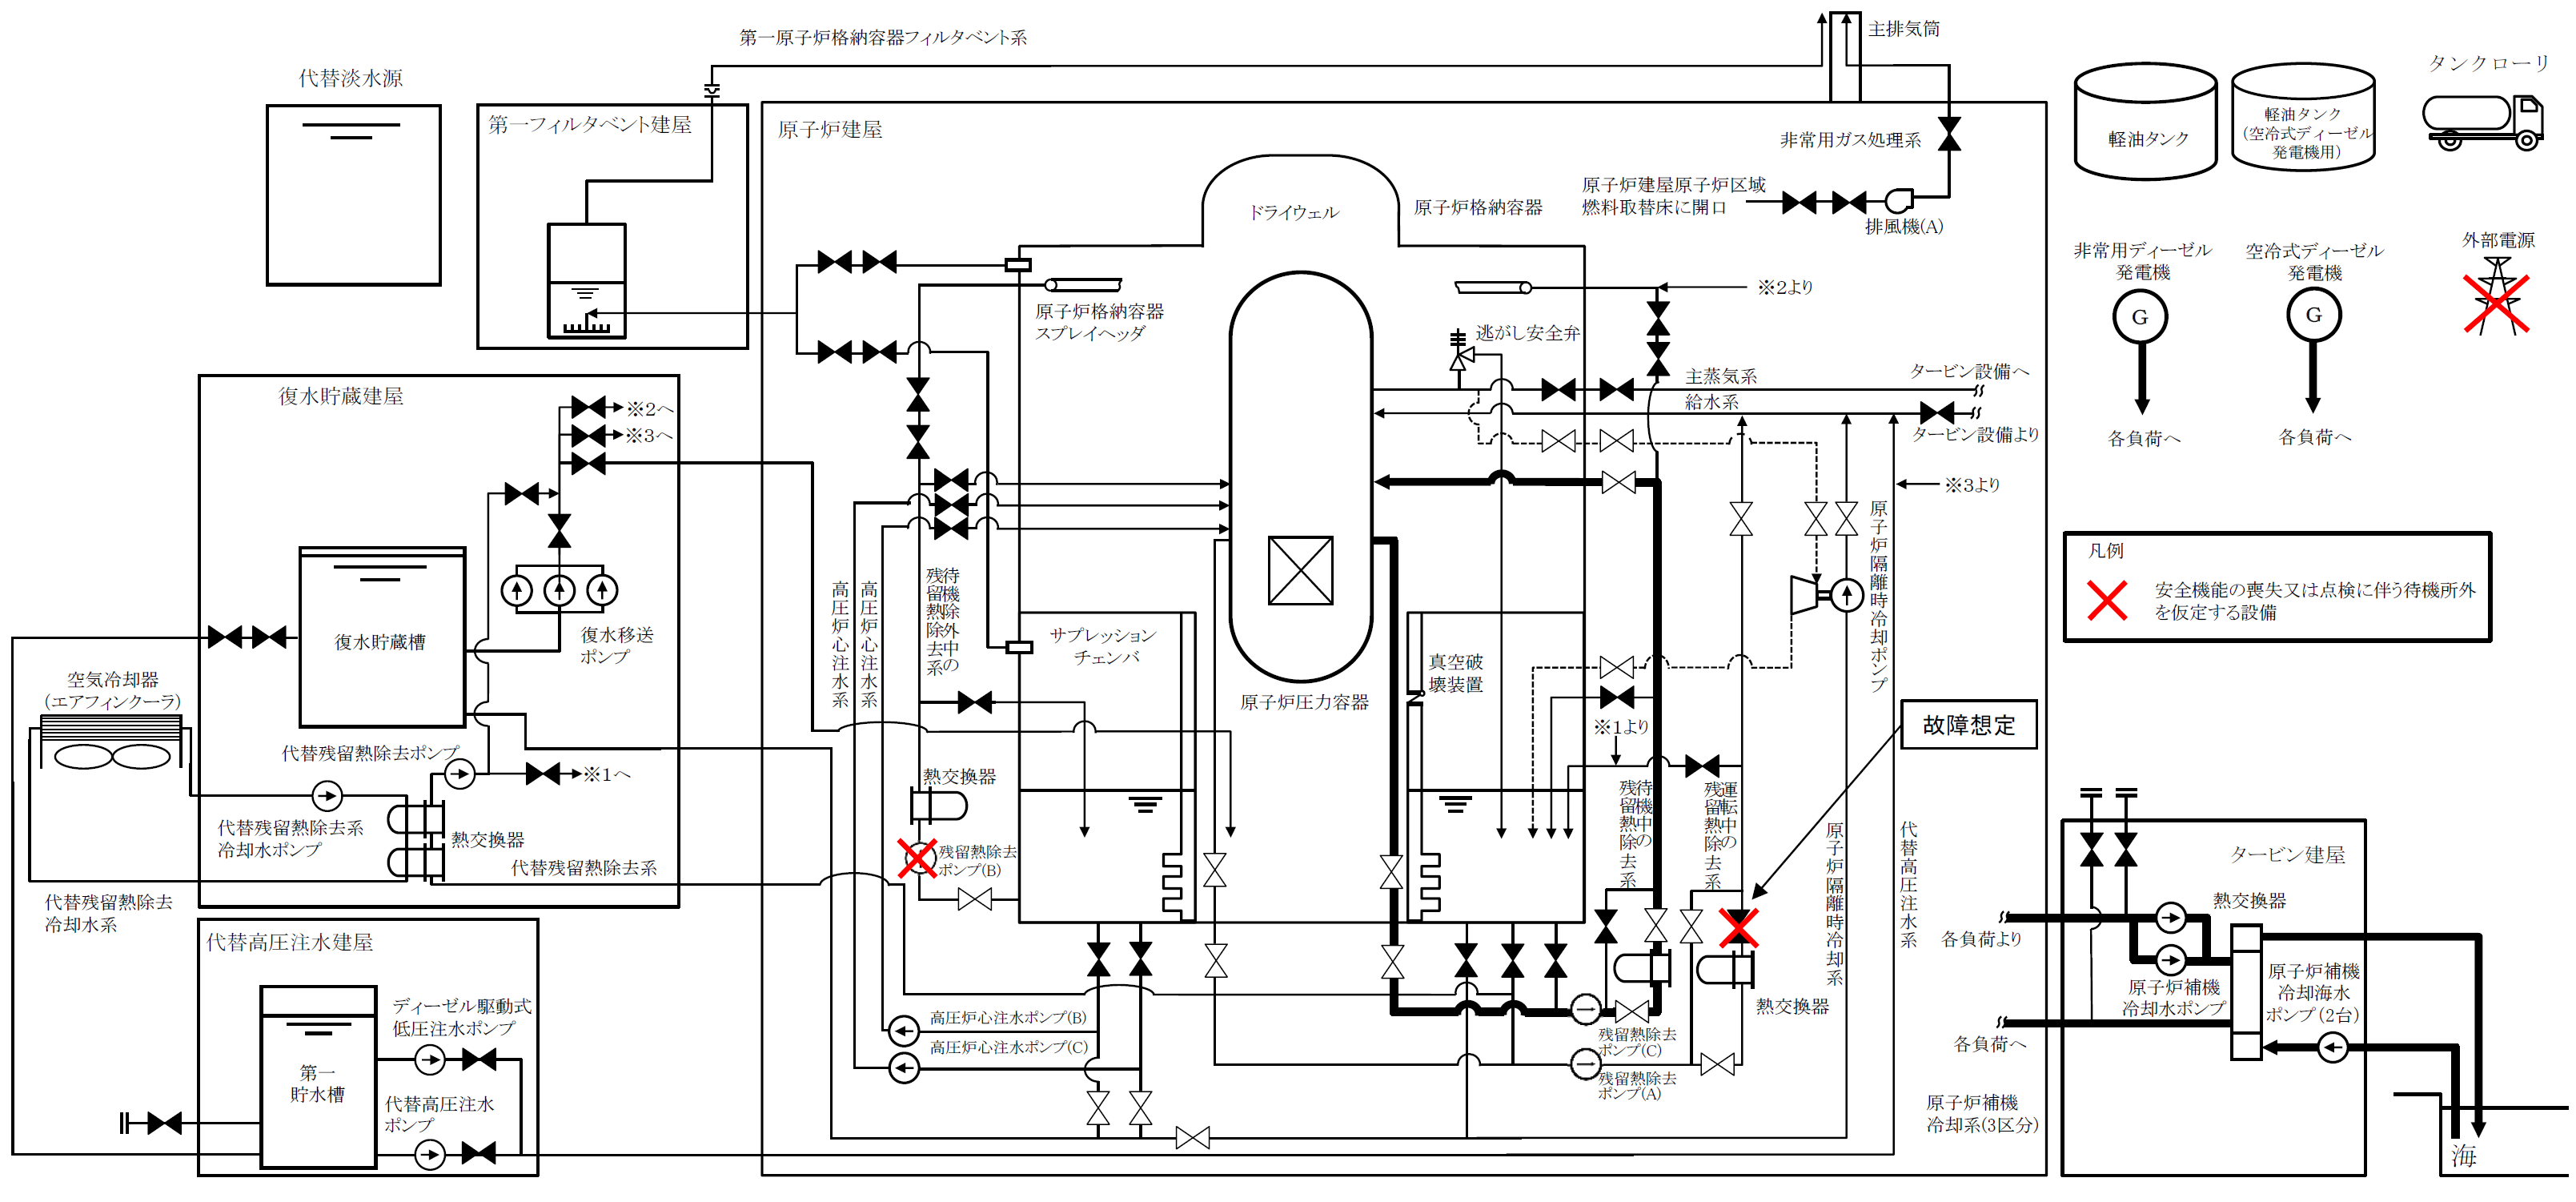 第一原子炉格納容器フィルタベント系
主排気筒
代替淡水源
第一フィルタベント建屋
原子炉建屋
非常用ガス処理系
原子炉建屋原子炉区域
燃料取替床に開口
排風機(A)
ドライウェル
原子炉格納容器
原子炉格納容器
スプレイヘッダ
※2より
逃がし安全弁
主蒸気系
タービン設備へ
給水系
タービン設備より
※3より
軽油タンク
軽油タンク
(空冷式ディーゼル
発電機用)
タンクローリ
非常用ディーゼル
発電機
G
各負荷へ
空冷式ディーゼル
発電機
G
各負荷へ
外部電源
凡例
安全機能の喪失又は点検に伴う待機所外
を仮定する設備
復水貯蔵建屋
※2へ
※3へ
復水貯蔵槽
復水移送
ポンプ
空気冷却器
(エアフィンクーラ)
代替残留熱除去ポンプ
※1へ
代替残留熱除去系
冷却水ポンプ
熱交換器
代替残留熱除去系
代替残留熱除去
冷却水系
高圧炉心注水系
高圧炉心注水系
待機除外中の
残留熱除去系
サプレッション
チェンバ
原子炉圧力容器
真空破
壊装置
※1より
熱交換器
残留熱除去
ポンプ(B)
待機中の
残留熱除去系
運転中の
残留熱除去系
原子炉隔離時冷却ポンプ
原子炉隔離時冷却系
代替高圧注水系
故障想定
熱交換器
残留熱除去
ポンプ(C)
残留熱除去
ポンプ(A)
高圧炉心注水ポンプ(B)
高圧炉心注水ポンプ(C)
代替高圧注水建屋
ディーゼル駆動式
低圧注水ポンプ
第一
貯水槽
代替高圧注水
ポンプ
タービン建屋
熱交換器
各負荷より
原子炉補機
冷却水ポンプ
原子炉補機
冷却海水
ポンプ(2台)
各負荷へ
原子炉補機
冷却系(3区分)
海